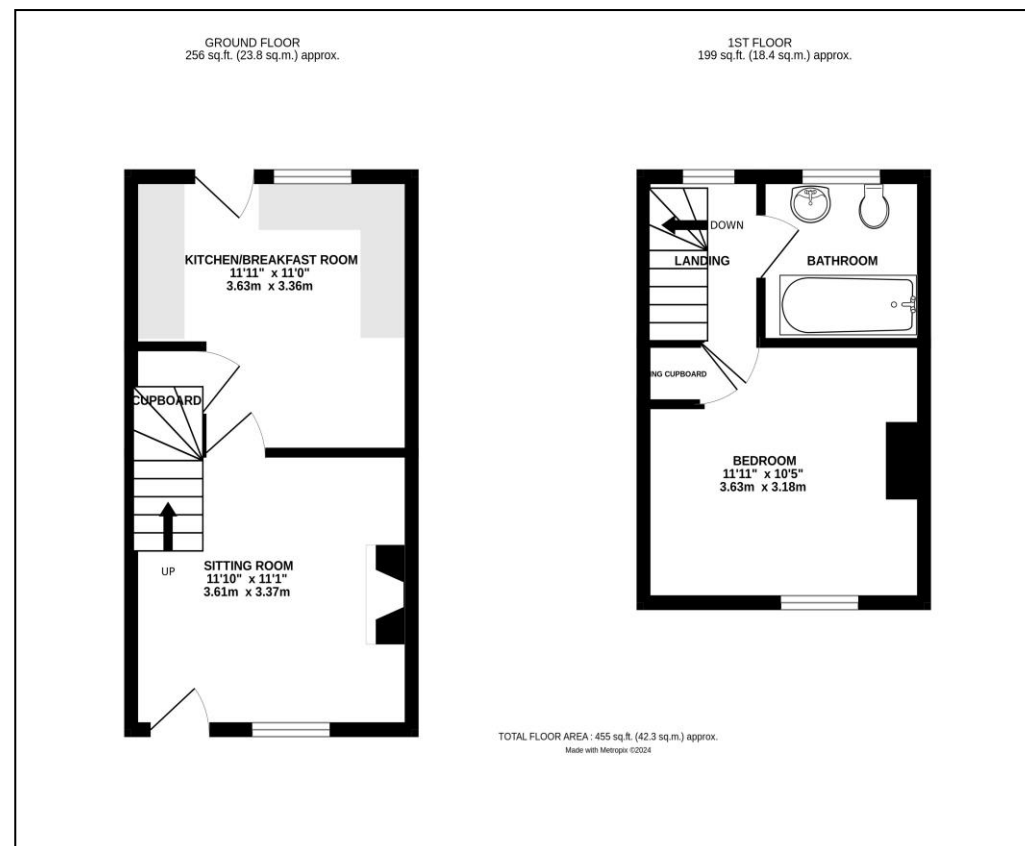 GROUND FLOOR
256 sq.ft. (23.8 sq.m.) approx.
KITCHEN/BREAKFAST ROOM
11'11" x 11'0"
3.63m x 3.36m
CUPBOARD
UP
SITTING ROOM
11'10" x 11'1"
3.61m x 3.37m
1ST FLOOR
199 sq.ft. (18.4 sq.m.) approx.
DOWN
LANDING
BATHROOM
ING CUPBOARD
BEDROOM
11'11" x 10'5"
3.63m x 3.18m
TOTAL FLOOR AREA : 455 sq.ft. (42.3 sq.m.) approx.
Made with Metropix ©2024